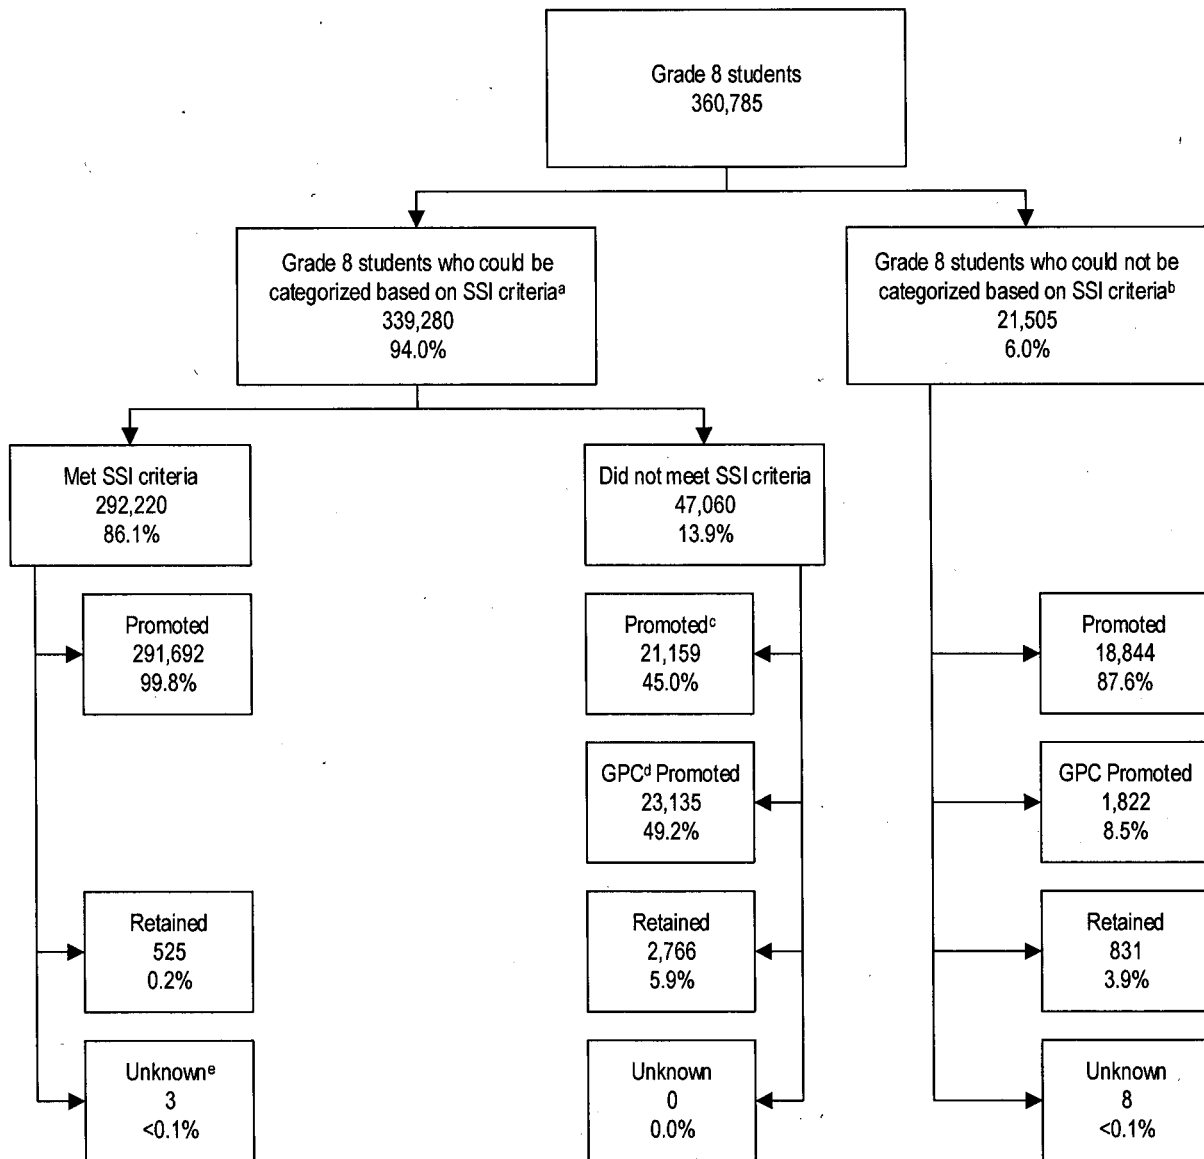 Grade 8 students
360,785
Grade 8 students who could be
categorized based on SSI criteriaᵃ
339,280
94.0%
Grade 8 students who could not be
categorized based on SSI criteriaᵇ
21,505
6.0%
Met SSI criteria
292,220
86.1%
Did not meet SSI criteria
47,060
13.9%
Promoted
291,692
99.8%
Promotedᶜ
21,159
45.0%
Promoted
18,844
87.6%
GPCᵈ Promoted
23,135
49.2%
GPC Promoted
1,822
8.5%
Retained
525
0.2%
Retained
2,766
5.9%
Retained
831
3.9%
Unknownᵉ
3
<0.1%
Unknown
0
0.0%
Unknown
8
<0.1%